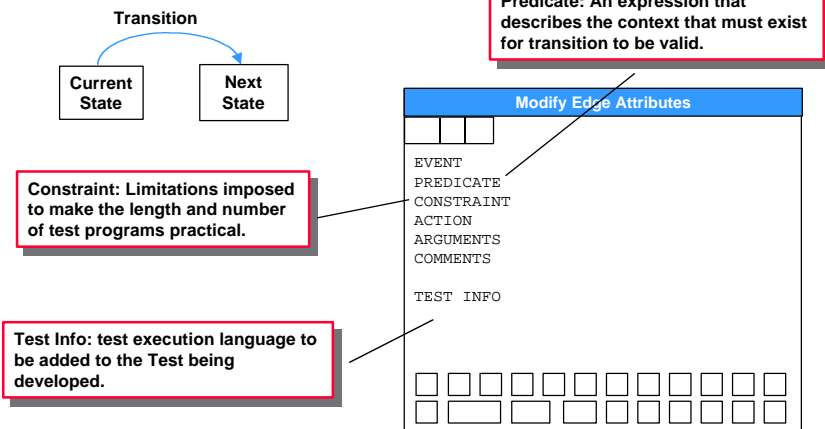 Transition
Predicate: An expression that
describes the context that must exist
for transition to be valid.
Current
State
Next
State
Modify Edge Attributes
EVENT
PREDICATE
CONSTRAINT
ACTION
ARGUMENTS
COMMENTS
TEST INFO
Constraint: Limitations imposed
to make the length and number
of test programs practical.
Test Info: test execution language to
be added to the Test being
developed.